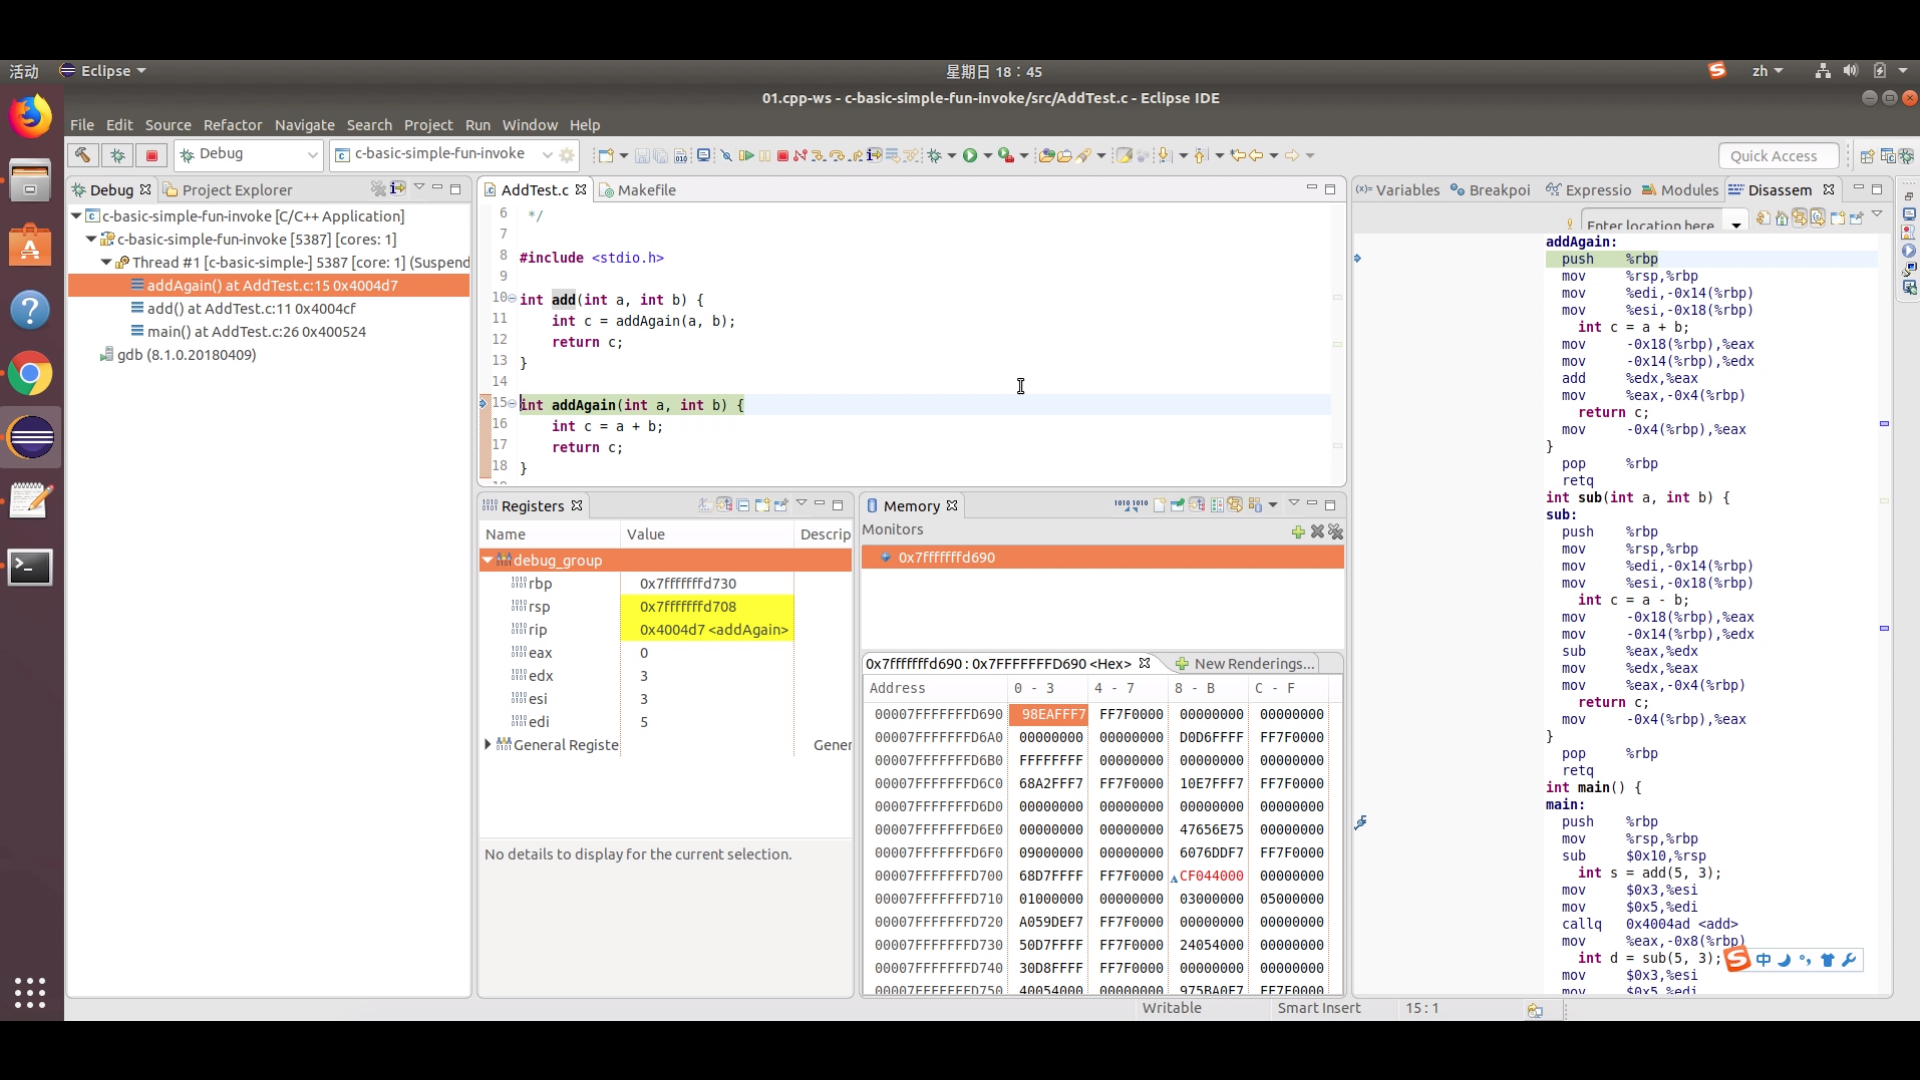 活动 Eclipse 星期日 18：45 zh
01.cpp-ws - c-basic-simple-fun-invoke/src/AddTest.c - Eclipse IDE
File Edit Source Refactor Navigate Search Project Run Window Help
Debug c-basic-simple-fun-invoke Quick Access
Debug Project Explorer
c-basic-simple-fun-invoke [C/C++ Application]
c-basic-simple-fun-invoke [5387] [cores: 1]
Thread #1 [c-basic-simple-] 5387 [core: 1] (Suspend
addAgain() at AddTest.c:15 0x4004d7
add() at AddTest.c:11 0x4004cf
main() at AddTest.c:26 0x400524
gdb (8.1.0.20180409)
AddTest.c Makefile
6 */
7
8 #include <stdio.h>
9
10 int add(int a, int b) {
11 int c = addAgain(a, b);
12 return c;
13 }
14
15 int addAgain(int a, int b) {
16 int c = a + b;
17 return c;
18 }
Registers
Name Value Descrip
debug_group
rbp 0x7fffffffd730
rsp 0x7fffffffd708
rip 0x4004d7 <addAgain>
eax 0
edx 3
esi 3
edi 5
General Registe Gener
No details to display for the current selection.
Memory
Monitors
0x7fffffffd690
0x7fffffffd690 : 0x7FFFFFFFD690 <Hex> New Renderings...
Address 0 - 3 4 - 7 8 - B C - F
00007FFFFFFFD690 98EAFFF7 FF7F0000 00000000 00000000
00007FFFFFFFD6A0 00000000 00000000 D0D6FFFF FF7F0000
00007FFFFFFFD6B0 FFFFFFFF 00000000 00000000 00000000
00007FFFFFFFD6C0 68A2FFF7 FF7F0000 10E7FFF7 FF7F0000
00007FFFFFFFD6D0 00000000 00000000 00000000 00000000
00007FFFFFFFD6E0 00000000 00000000 47656E75 00000000
00007FFFFFFFD6F0 09000000 00000000 6076DDF7 FF7F0000
00007FFFFFFFD700 68D7FFFF FF7F0000 CF044000 00000000
00007FFFFFFFD710 01000000 00000000 03000000 05000000
00007FFFFFFFD720 A059DEF7 FF7F0000 00000000 00000000
00007FFFFFFFD730 50D7FFFF FF7F0000 24054000 00000000
00007FFFFFFFD740 30D8FFFF FF7F0000 00000000 00000000
00007FFFFFFFD750 40054000 00000000 975BA0F7 FF7F0000
Variables Breakpoi Expressio Modules Disassem
Enter location here
addAgain:
push %rbp
mov %rsp,%rbp
mov %edi,-0x14(%rbp)
mov %esi,-0x18(%rbp)
int c = a + b;
mov -0x18(%rbp),%eax
mov -0x14(%rbp),%edx
add %edx,%eax
mov %eax,-0x4(%rbp)
return c;
mov -0x4(%rbp),%eax
}
pop %rbp
retq
int sub(int a, int b) {
sub:
push %rbp
mov %rsp,%rbp
mov %edi,-0x14(%rbp)
mov %esi,-0x18(%rbp)
int c = a - b;
mov -0x18(%rbp),%eax
mov -0x14(%rbp),%edx
sub %eax,%edx
mov %edx,%eax
mov %eax,-0x4(%rbp)
return c;
mov -0x4(%rbp),%eax
}
pop %rbp
retq
int main() {
main:
push %rbp
mov %rsp,%rbp
sub $0x10,%rsp
int s = add(5, 3);
mov $0x3,%esi
mov $0x5,%edi
callq 0x4004ad <add>
mov %eax,-0x8(%rbp)
int d = sub(5, 3); 中
mov $0x3,%esi
mov $0x5,%edi
Writable Smart Insert 15 : 1